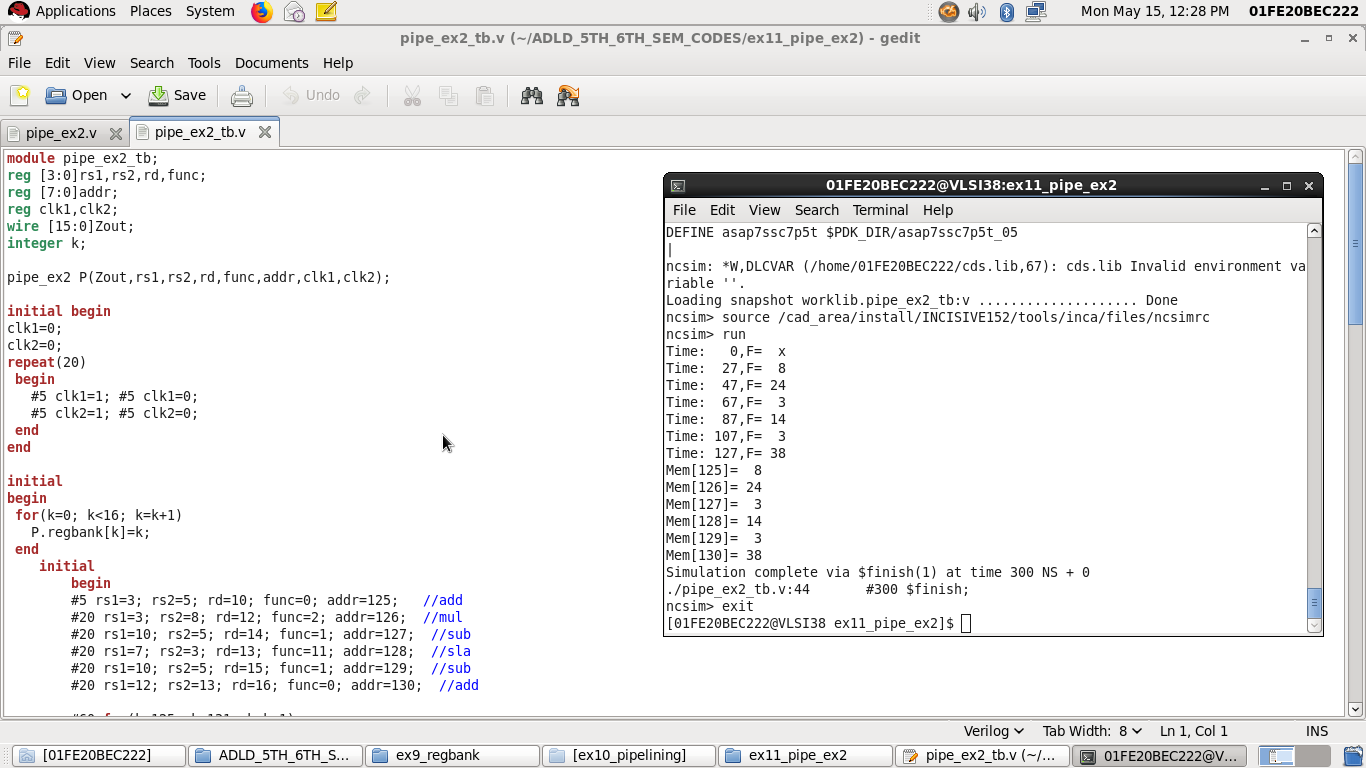 Applications Places System Mon May 15, 12:28 PM 01FE20BEC222
pipe_ex2_tb.v (~/ADLD_5TH_6TH_SEM_CODES/ex11_pipe_ex2) - gedit
File Edit View Search Tools Documents Help
Open Save Undo
pipe_ex2.v pipe_ex2_tb.v
module pipe_ex2_tb;
reg [3:0]rs1,rs2,rd,func;
reg [7:0]addr;
reg clk1,clk2;
wire [15:0]Zout;
integer k;
pipe_ex2 P(Zout,rs1,rs2,rd,func,addr,clk1,clk2);
initial begin
clk1=0;
clk2=0;
repeat(20)
begin
#5 clk1=1; #5 clk1=0;
#5 clk2=1; #5 clk2=0;
end
end
initial
begin
for(k=0; k<16; k=k+1)
P.regbank[k]=k;
end
initial
begin
#5 rs1=3; rs2=5; rd=10; func=0; addr=125; //add
#20 rs1=3; rs2=8; rd=12; func=2; addr=126; //mul
#20 rs1=10; rs2=5; rd=14; func=1; addr=127; //sub
#20 rs1=7; rs2=3; rd=13; func=11; addr=128; //sla
#20 rs1=10; rs2=5; rd=15; func=1; addr=129; //sub
#20 rs1=12; rs2=13; rd=16; func=0; addr=130; //add
01FE20BEC222@VLSI38:ex11_pipe_ex2
File Edit View Search Terminal Help
DEFINE asap7ssc7p5t $PDK_DIR/asap7ssc7p5t_05
|
ncsim: *W,DLCVAR (/home/01FE20BEC222/cds.lib,67): cds.lib Invalid environment va
riable ''.
Loading snapshot worklib.pipe_ex2_tb:v .................... Done
ncsim> source /cad_area/install/INCISIVE152/tools/inca/files/ncsimrc
ncsim> run
Time:   0,F=  x
Time:  27,F=  8
Time:  47,F= 24
Time:  67,F=  3
Time:  87,F= 14
Time: 107,F=  3
Time: 127,F= 38
Mem[125]=  8
Mem[126]= 24
Mem[127]=  3
Mem[128]= 14
Mem[129]=  3
Mem[130]= 38
Simulation complete via $finish(1) at time 300 NS + 0
./pipe_ex2_tb.v:44 #300 $finish;
ncsim> exit
[01FE20BEC222@VLSI38 ex11_pipe_ex2]$
Verilog Tab Width: 8 Ln 1, Col 1 INS
[01FE20BEC222] ADLD_5TH_6TH_S... ex9_regbank [ex10_pipelining] ex11_pipe_ex2 pipe_ex2_tb.v (~/... 01FE20BEC222@V...